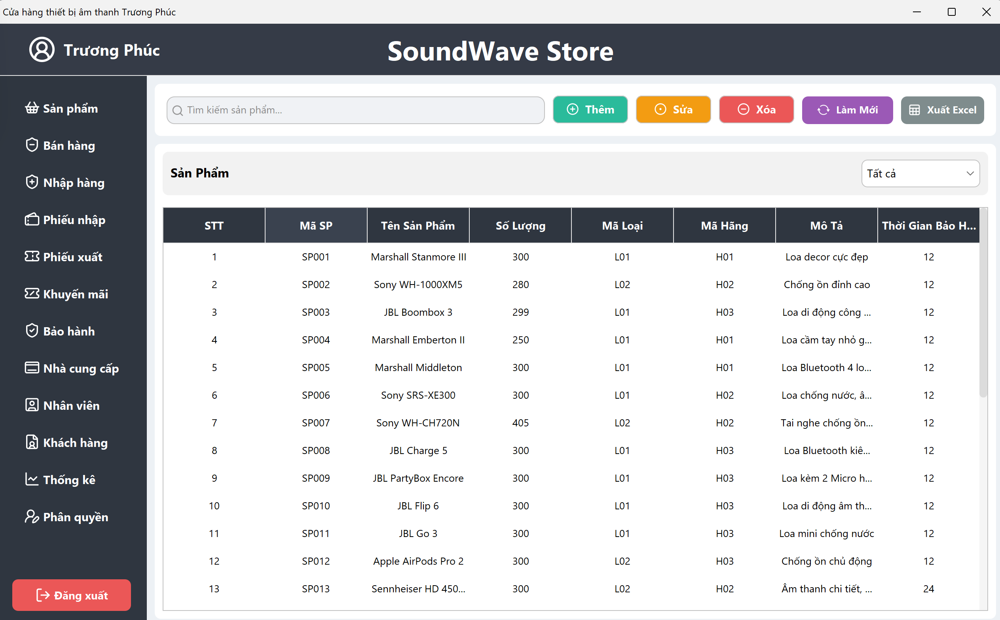 Cửa hàng thiết bị âm thanh Trương Phúc
Trương Phúc
SoundWave Store
Sản phẩm
Bán hàng
Nhập hàng
Phiếu nhập
Phiếu xuất
Khuyến mãi
Bảo hành
Nhà cung cấp
Nhân viên
Khách hàng
Thống kê
Phân quyền
Đăng xuất
Tìm kiếm sản phẩm...
Thêm
Sửa
Xóa
Làm Mới
Xuất Excel
Sản Phẩm
Tất cả
STT Mã SP Tên Sản Phẩm Số Lượng Mã Loại Mã Hãng Mô Tả Thời Gian Bảo H...
1 SP001 Marshall Stanmore III 300 L01 H01 Loa decor cực đẹp 12
2 SP002 Sony WH-1000XM5 280 L02 H02 Chống ồn đỉnh cao 12
3 SP003 JBL Boombox 3 299 L01 H03 Loa di động công ... 12
4 SP004 Marshall Emberton II 250 L01 H01 Loa cầm tay nhỏ g... 12
5 SP005 Marshall Middleton 300 L01 H01 Loa Bluetooth 4 lo... 12
6 SP006 Sony SRS-XE300 300 L01 H02 Loa chống nước, â... 12
7 SP007 Sony WH-CH720N 405 L02 H02 Tai nghe chống ồn... 12
8 SP008 JBL Charge 5 300 L01 H03 Loa Bluetooth kiê... 12
9 SP009 JBL PartyBox Encore 300 L01 H03 Loa kèm 2 Micro h... 12
10 SP010 JBL Flip 6 300 L01 H03 Loa di động âm th... 12
11 SP011 JBL Go 3 300 L01 H03 Loa mini chống nước 12
12 SP012 Apple AirPods Pro 2 300 L02 H03 Chống ồn chủ động 12
13 SP013 Sennheiser HD 450... 300 L02 H02 Âm thanh chi tiết, ... 24